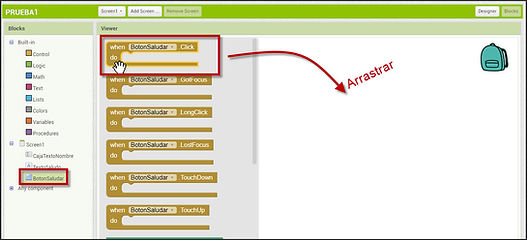 PRUEBA1
Screen1
Add Screen ...
Remove Screen
Designer
Blocks
Blocks
Viewer
Built-in
Control
Logic
Math
Text
Lists
Colors
Variables
Procedures
Screen1
CajaTextoNombre
TextoSaludo
BotonSaludar
Any component
when BotonSaludar .Click
do
when BotonSaludar .GotFocus
do
when BotonSaludar .LongClick
do
when BotonSaludar .LostFocus
do
when BotonSaludar .TouchDown
do
when BotonSaludar .TouchUp
do
Arrastrar